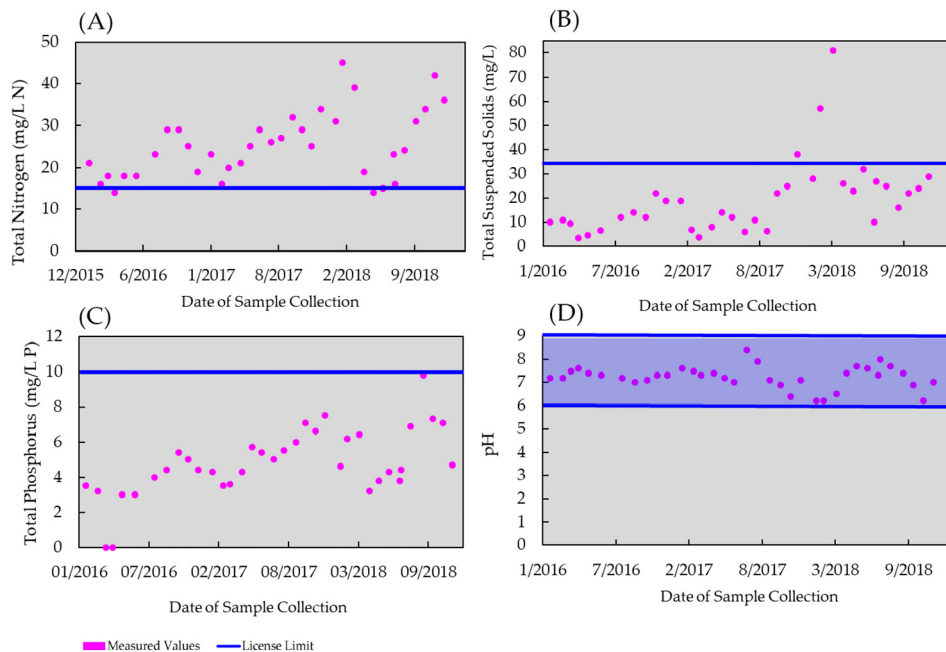 (A)
Total Nitrogen (mg/L N)
50
40
30
20
10
0
12/2015 6/2016 1/2017 8/2017 2/2018 9/2018
Date of Sample Collection
(B)
Total Suspended Solids (mg/L)
80
70
60
50
40
30
20
10
0
1/2016 7/2016 2/2017 8/2017 3/2018 9/2018
Date of Sample Collection
(C)
Total Phosphorus (mg/L P)
12
10
8
6
4
2
0
01/2016 07/2016 02/2017 08/2017 03/2018 09/2018
Date of Sample Collection
(D)
pH
9
8
7
6
5
4
3
2
1
0
1/2016 7/2016 2/2017 8/2017 3/2018 9/2018
Date of Sample Collection
Measured Values License Limit